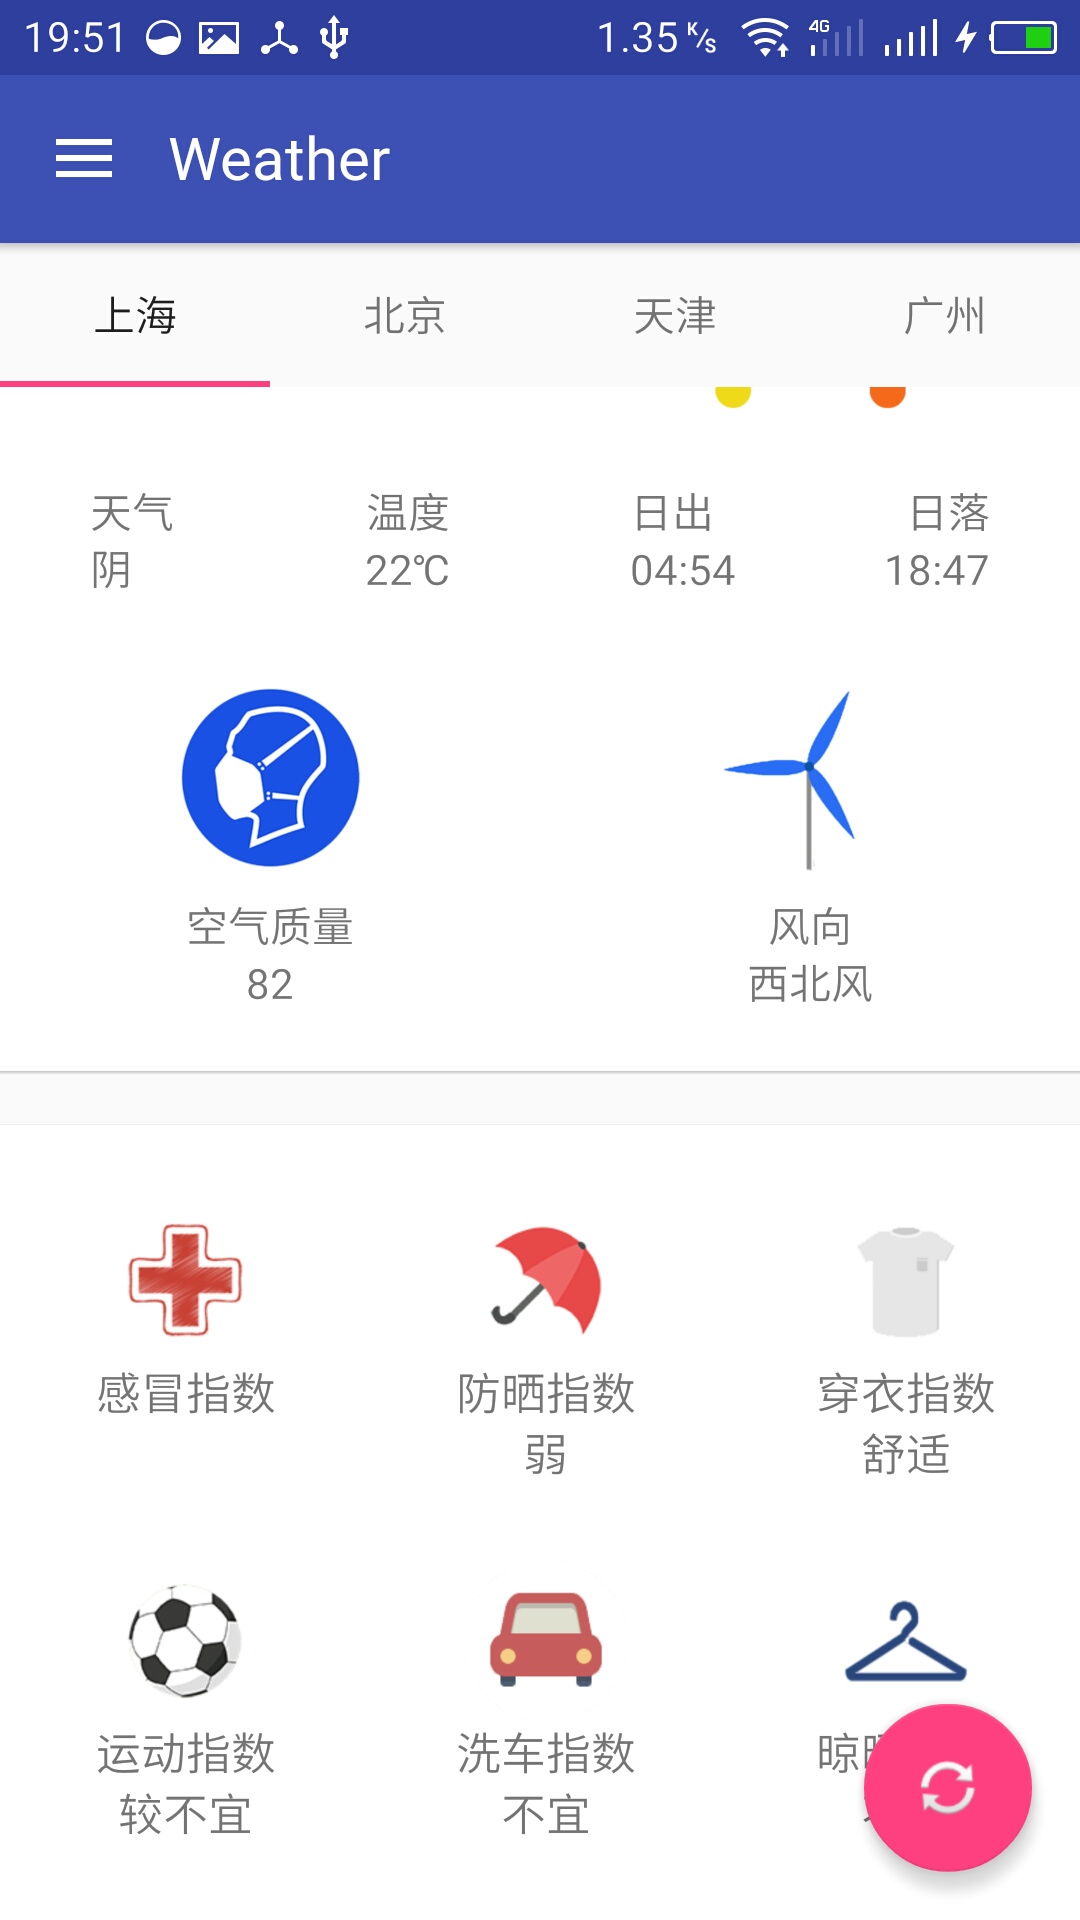 19:51 1.35 K/s 4G
Weather
上海 北京 天津 广州
天气 温度 日出 日落
阴 22℃ 04:54 18:47
空气质量 风向
82 西北风
感冒指数 防晒指数 穿衣指数
弱 舒适
运动指数 洗车指数 晾
较不宜 不宜